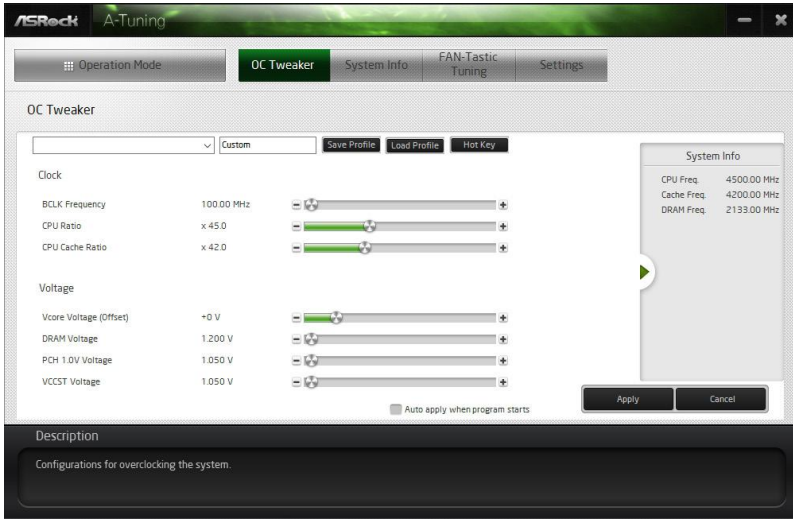 ASRock A-Tuning
Operation Mode
OC Tweaker
System Info
FAN-Tastic
Tuning
Settings
OC Tweaker
Custom
Save Profile
Load Profile
Hot Key
Clock
BCLK Frequency 100.00 MHz
CPU Ratio x 45.0
CPU Cache Ratio x 42.0
Voltage
Vcore Voltage (Offset) +0 V
DRAM Voltage 1.200 V
PCH 1.0V Voltage 1.050 V
VCCST Voltage 1.050 V
Auto apply when program starts
System Info
CPU Freq. 4500.00 MHz
Cache Freq. 4200.00 MHz
DRAM Freq. 2133.00 MHz
Apply
Cancel
Description
Configurations for overclocking the system.